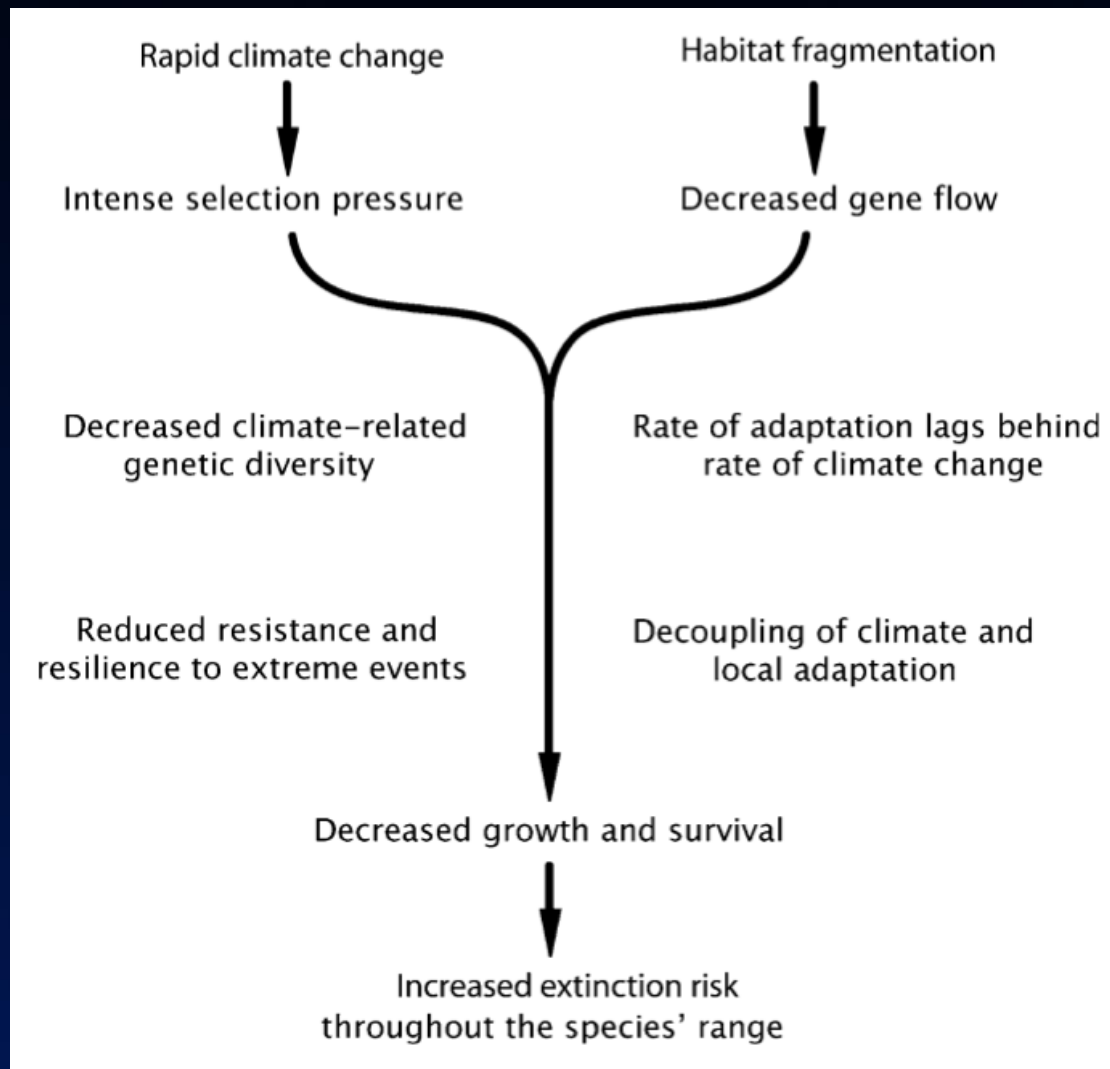 Rapid climate change
Habitat fragmentation
Intense selection pressure
Decreased gene flow
Decreased climate-related
genetic diversity
Rate of adaptation lags behind
rate of climate change
Reduced resistance and
resilience to extreme events
Decoupling of climate and
local adaptation
Decreased growth and survival
Increased extinction risk
throughout the species' range